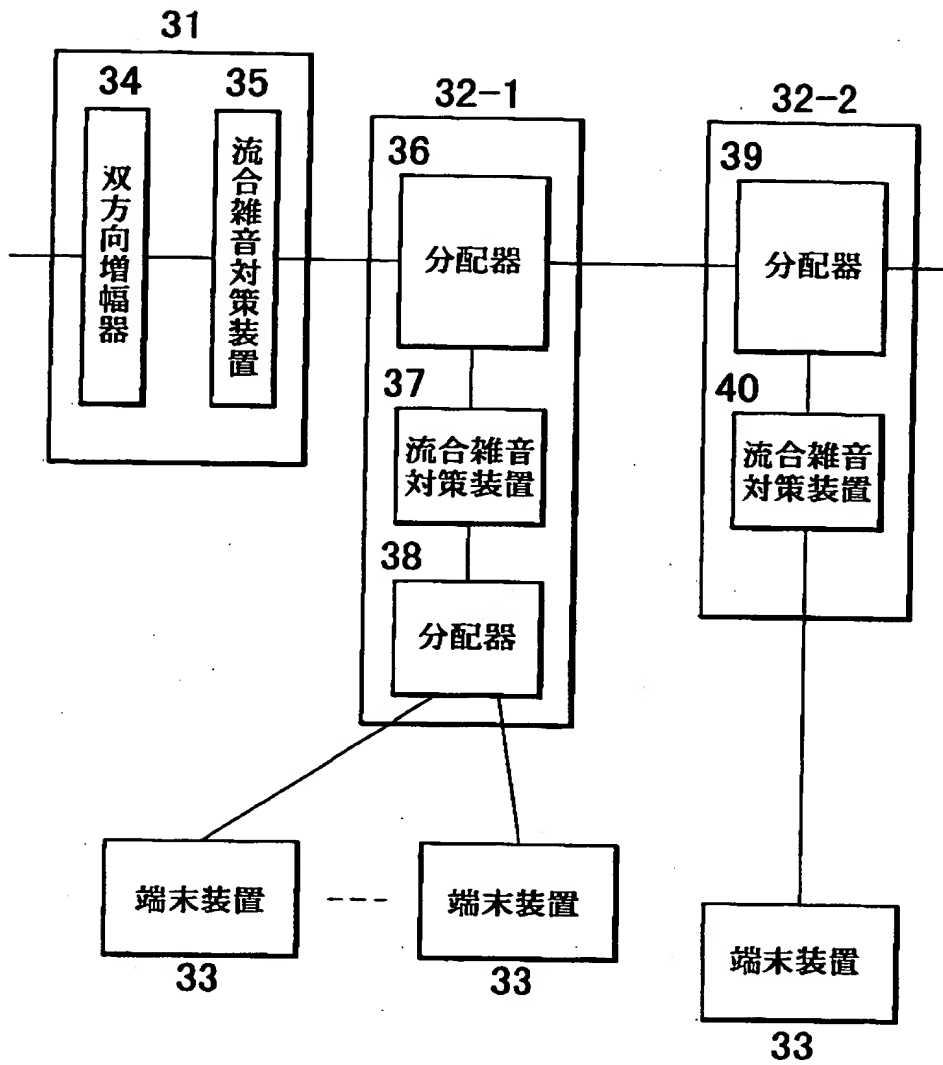 31
34
双方向増幅器
35
流合雑音対策装置
32-1
36
分配器
37
流合雑音
対策装置
38
分配器
32-2
39
分配器
40
流合雑音
対策装置
端末装置
33
端末装置
33
端末装置
33